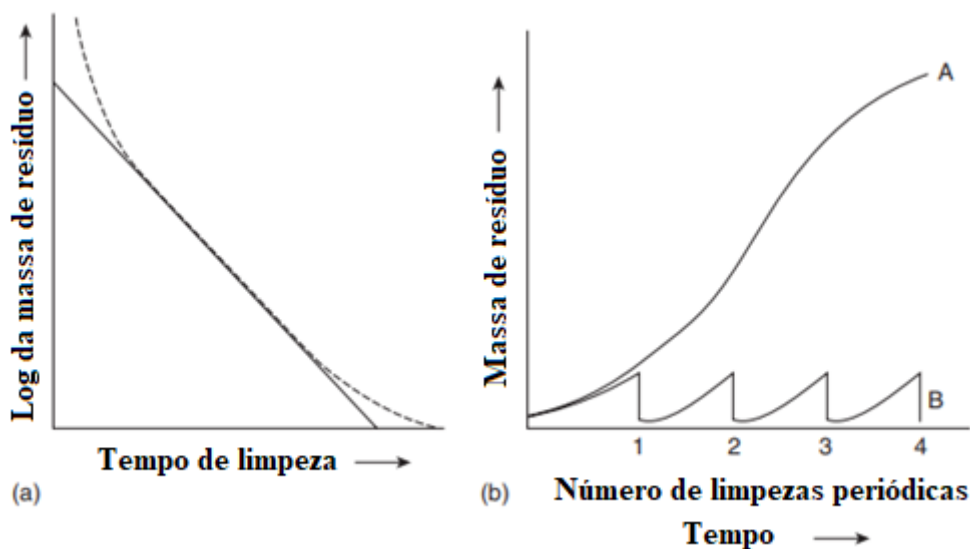 Log da massa de resíduo
Tempo de limpeza
(a)
Massa de resíduo
A
B
1 2 3 4
(b)
Número de limpezas periódicas
Tempo